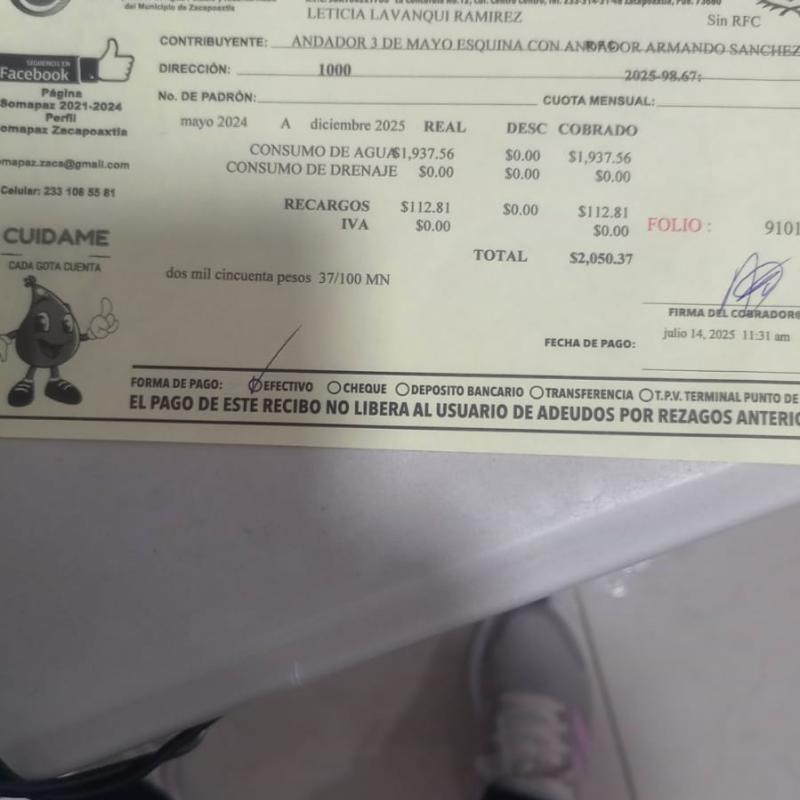 del Municipio de Zacapoaxtla
LETICIA LAVANQUI RAMIREZ
Sin RFC
CONTRIBUYENTE: ANDADOR 3 DE MAYO ESQUINA CON ANDADOR ARMANDO SANCHEZ
DIRECCIÓN: 1000 2025-98.67:
No. DE PADRÓN: CUOTA MENSUAL:
SIGUENOS EN
Facebook
Página
Somapaz 2021-2024
Perfil
omapaz Zacapoaxtla
omapaz.zaca@gmail.com
Celular: 233 108 55 81
CUIDAME
CADA GOTA CUENTA
mayo 2024 A diciembre 2025 REAL DESC COBRADO
CONSUMO DE AGUA $1,937.56 $0.00 $1,937.56
CONSUMO DE DRENAJE $0.00 $0.00 $0.00
RECARGOS $112.81 $0.00 $112.81
IVA $0.00 $0.00
FOLIO : 9101
TOTAL $2,050.37
dos mil cincuenta pesos 37/100 MN
FIRMA DEL COBRADOR
FECHA DE PAGO: julio 14, 2025 11:31 am
FORMA DE PAGO: EFECTIVO CHEQUE DEPOSITO BANCARIO TRANSFERENCIA T.P.V. TERMINAL PUNTO DE
EL PAGO DE ESTE RECIBO NO LIBERA AL USUARIO DE ADEUDOS POR REZAGOS ANTERIO